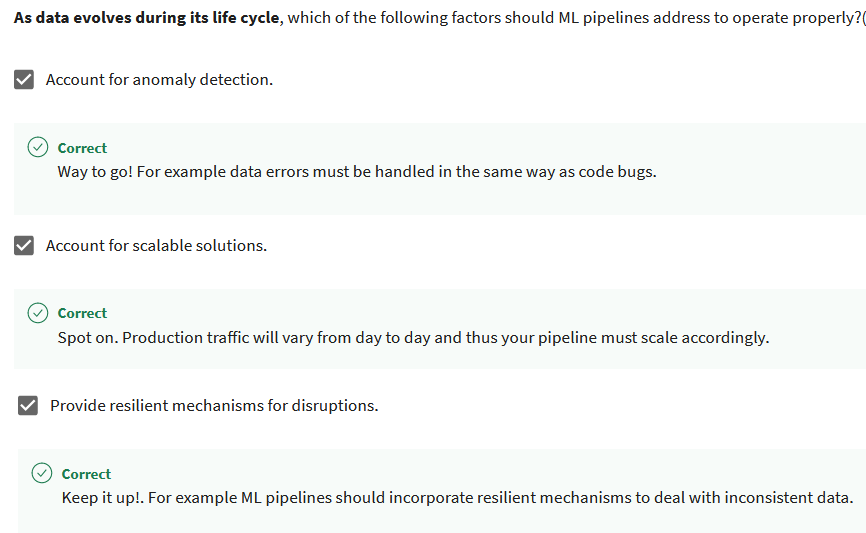 As data evolves during its life cycle, which of the following factors should ML pipelines address to operate properly?(
Account for anomaly detection.
Correct
Way to go! For example data errors must be handled in the same way as code bugs.
Account for scalable solutions.
Correct
Spot on. Production traffic will vary from day to day and thus your pipeline must scale accordingly.
Provide resilient mechanisms for disruptions.
Correct
Keep it up!. For example ML pipelines should incorporate resilient mechanisms to deal with inconsistent data.